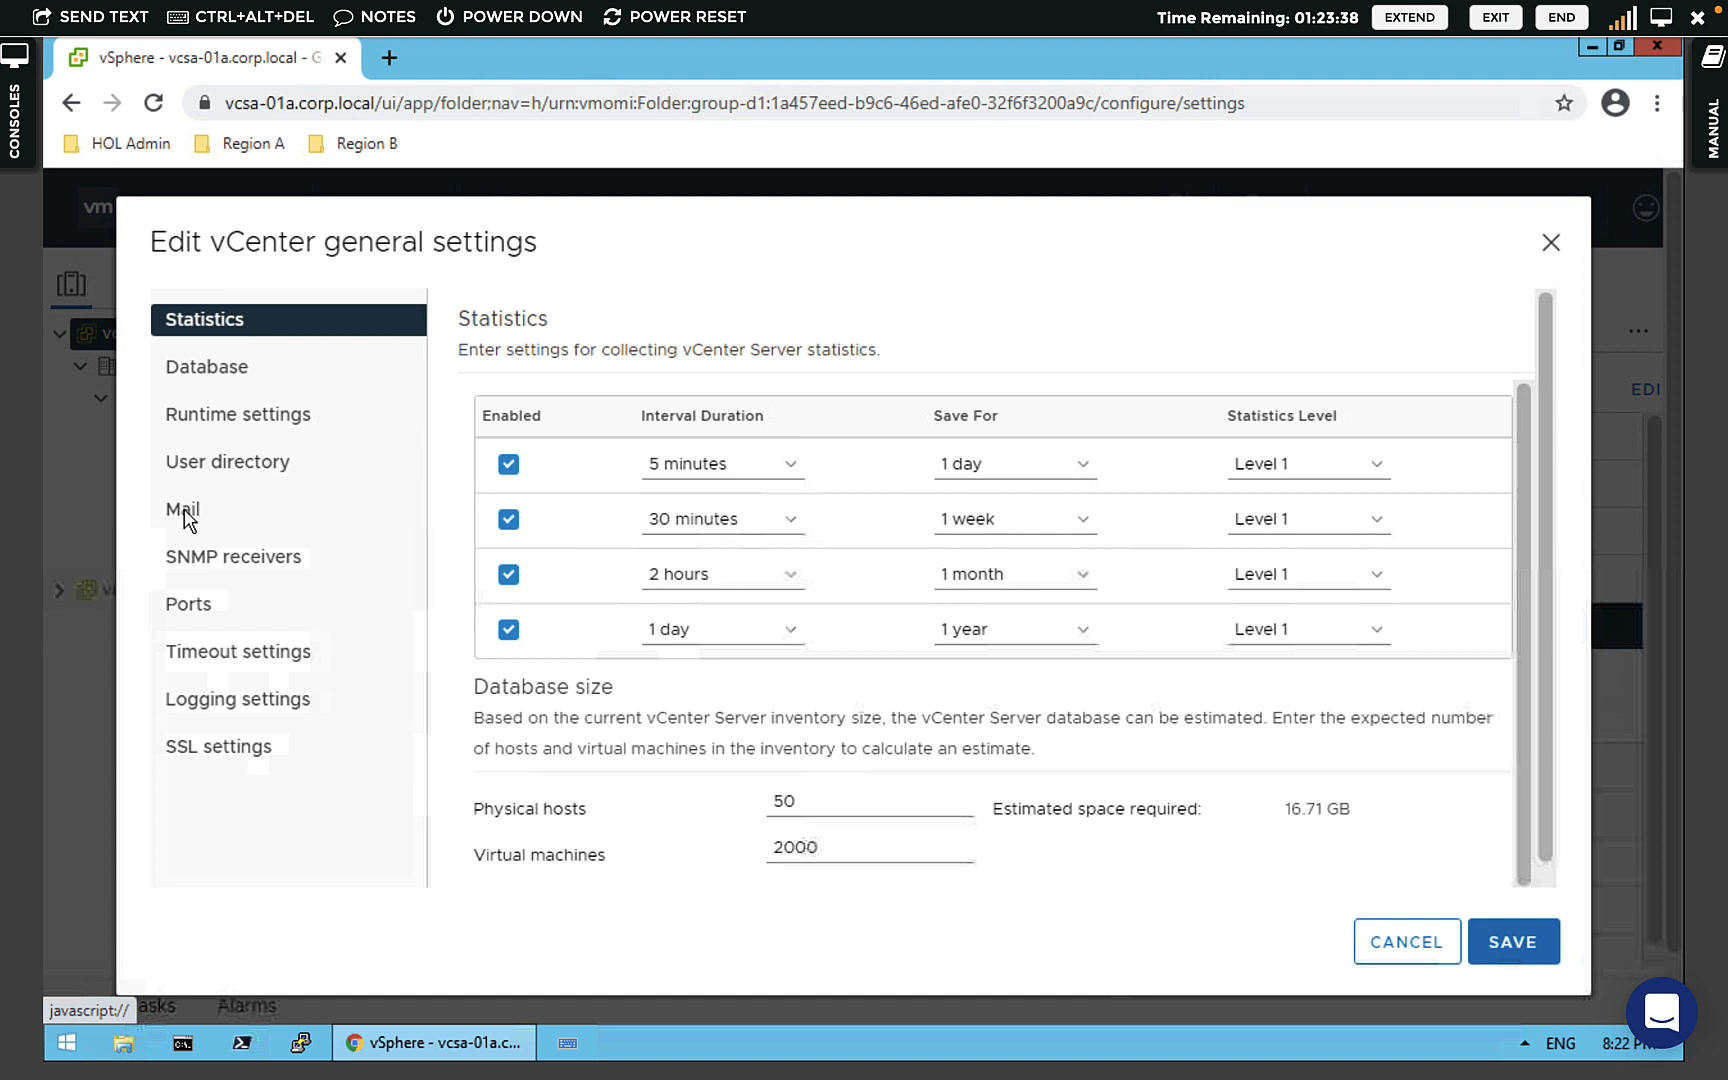 SEND TEXT CTRL+ALT+DEL NOTES POWER DOWN POWER RESET Time Remaining: 01:23:38 EXTEND EXIT END
CONSOLES
MANUAL
vSphere - vcsa-01a.corp.local - G
vcsa-01a.corp.local/ui/app/folder;nav=h/urn:vmomi:Folder:group-d1:1a457eed-b9c6-46ed-afe0-32f6f3200a9c/configure/settings
HOL Admin Region A Region B
vm
Edit vCenter general settings
Statistics
Database
Runtime settings
User directory
Mail
SNMP receivers
Ports
Timeout settings
Logging settings
SSL settings
Statistics
Enter settings for collecting vCenter Server statistics.
EDI
Enabled Interval Duration Save For Statistics Level
5 minutes 1 day Level 1
30 minutes 1 week Level 1
2 hours 1 month Level 1
1 day 1 year Level 1
Database size
Based on the current vCenter Server inventory size, the vCenter Server database can be estimated. Enter the expected number
of hosts and virtual machines in the inventory to calculate an estimate.
Physical hosts 50 Estimated space required: 16.71 GB
Virtual machines 2000
CANCEL SAVE
javascript:// asks Alarms
vSphere - vcsa-01a.c... ENG 8:22 P